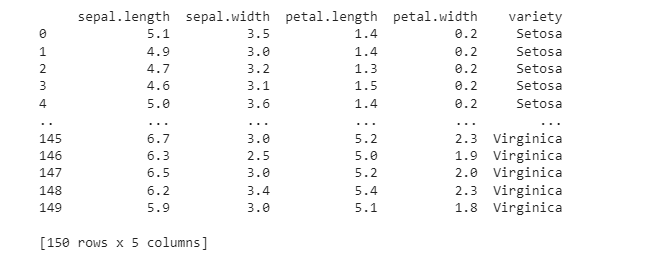 sepal.length sepal.width petal.length petal.width variety
0 5.1 3.5 1.4 0.2 Setosa
1 4.9 3.0 1.4 0.2 Setosa
2 4.7 3.2 1.3 0.2 Setosa
3 4.6 3.1 1.5 0.2 Setosa
4 5.0 3.6 1.4 0.2 Setosa
.. ... ... ... ... ...
145 6.7 3.0 5.2 2.3 Virginica
146 6.3 2.5 5.0 1.9 Virginica
147 6.5 3.0 5.2 2.0 Virginica
148 6.2 3.4 5.4 2.3 Virginica
149 5.9 3.0 5.1 1.8 Virginica
[150 rows x 5 columns]